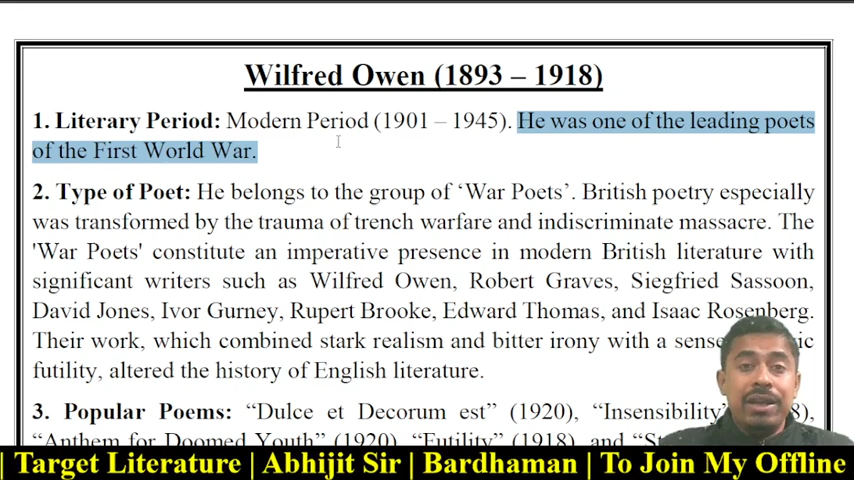 Wilfred Owen (1893 – 1918)
1. Literary Period: Modern Period (1901 – 1945). He was one of the leading poets
of the First World War.
2. Type of Poet: He belongs to the group of ‘War Poets’. British poetry especially
was transformed by the trauma of trench warfare and indiscriminate massacre. The
'War Poets' constitute an imperative presence in modern British literature with
significant writers such as Wilfred Owen, Robert Graves, Siegfried Sassoon,
David Jones, Ivor Gurney, Rupert Brooke, Edward Thomas, and Isaac Rosenberg.
Their work, which combined stark realism and bitter irony with a sense
futility, altered the history of English literature.
3. Popular Poems: “Dulce et Decorum est” (1920), “Insensibility
“Anthem for Doomed Youth” (1920), “Futility” (1918), and
| Target Literature | Abhijit Sir | Bardhaman | To Join My Offline